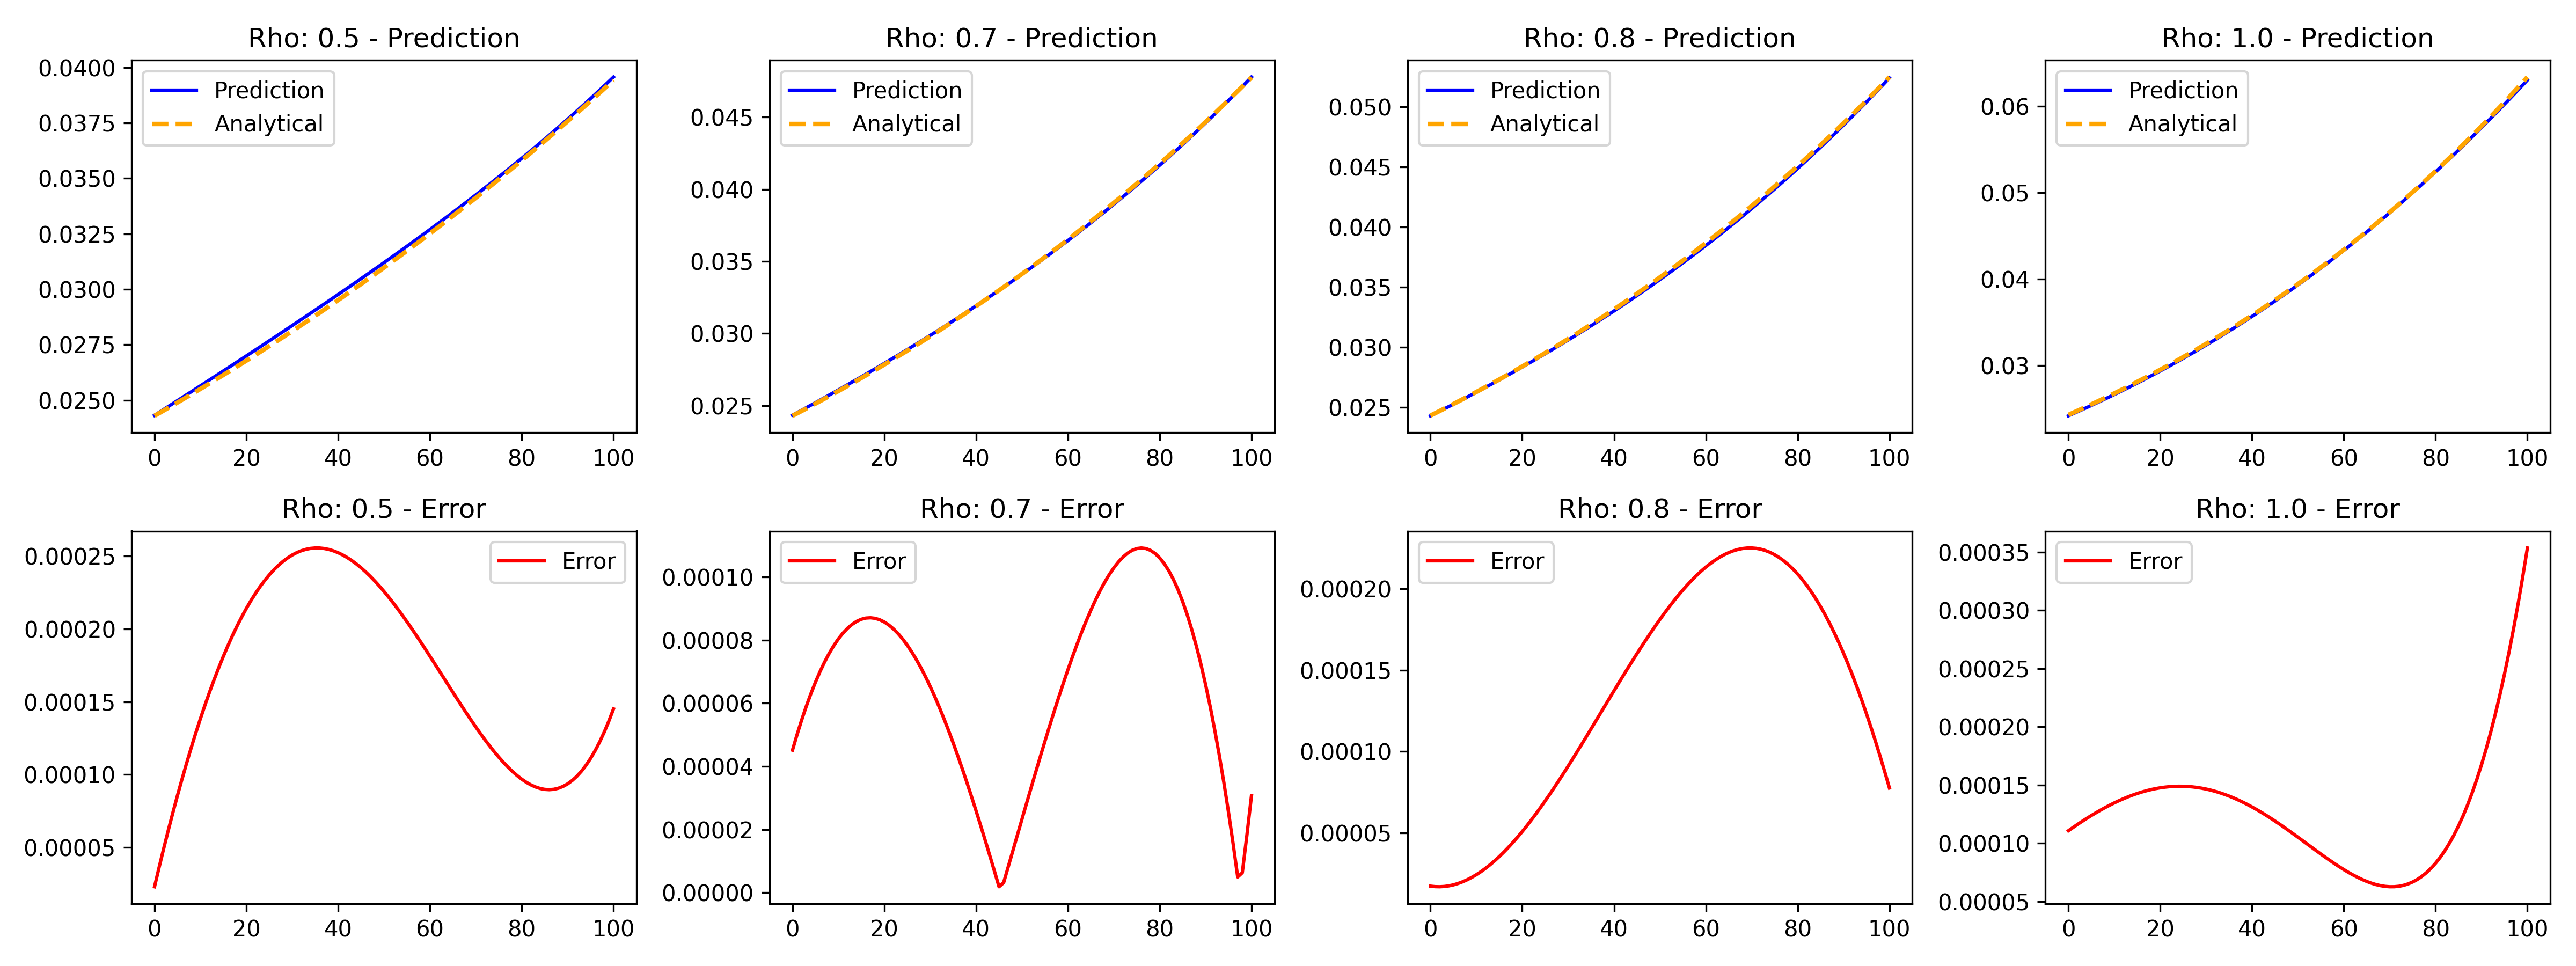 Rho: 0.5 - Prediction
0.0400
0.0375
0.0350
0.0325
0.0300
0.0275
0.0250
Prediction
Analytical
0 20 40 60 80 100
Rho: 0.7 - Prediction
0.045
0.040
0.035
0.030
0.025
Prediction
Analytical
0 20 40 60 80 100
Rho: 0.8 - Prediction
0.050
0.045
0.040
0.035
0.030
0.025
Prediction
Analytical
0 20 40 60 80 100
Rho: 1.0 - Prediction
0.06
0.05
0.04
0.03
Prediction
Analytical
0 20 40 60 80 100
Rho: 0.5 - Error
0.00025
0.00020
0.00015
0.00010
0.00005
Error
0 20 40 60 80 100
Rho: 0.7 - Error
0.00010
0.00008
0.00006
0.00004
0.00002
0.00000
Error
0 20 40 60 80 100
Rho: 0.8 - Error
0.00020
0.00015
0.00010
0.00005
Error
0 20 40 60 80 100
Rho: 1.0 - Error
0.00035
0.00030
0.00025
0.00020
0.00015
0.00010
0.00005
Error
0 20 40 60 80 100